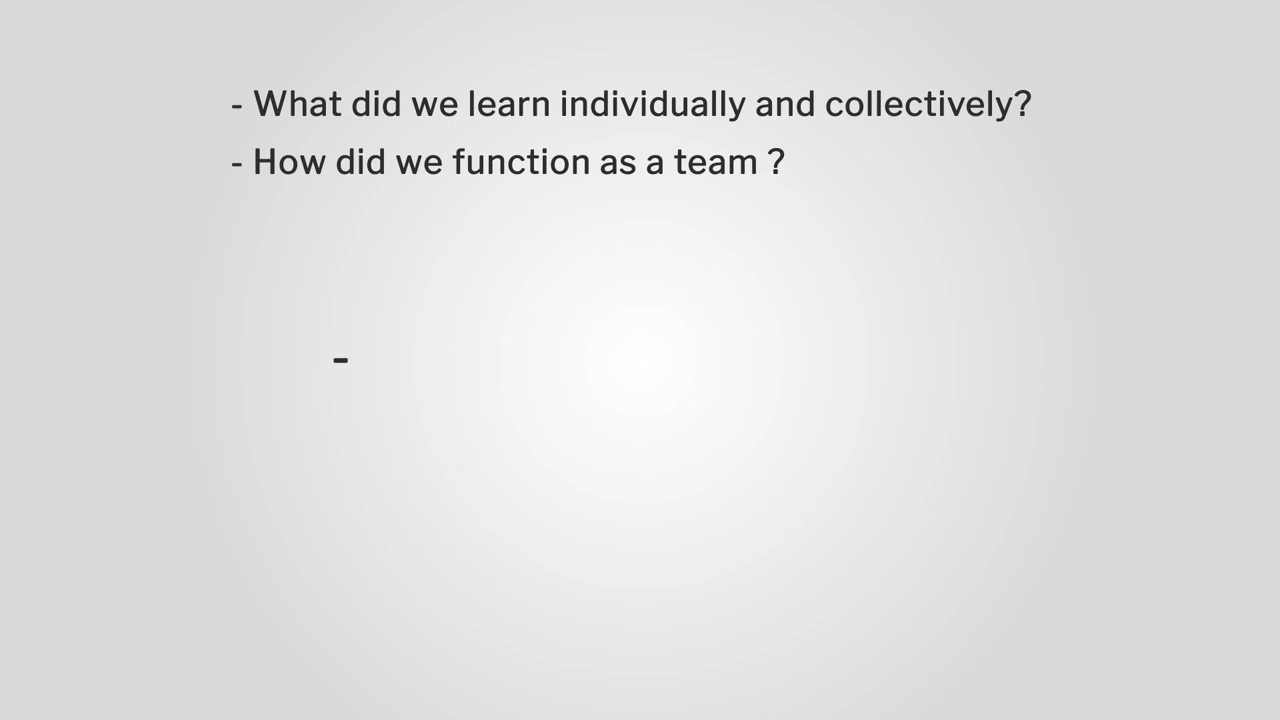 - What did we learn individually and collectively?
- How did we function as a team ?
-